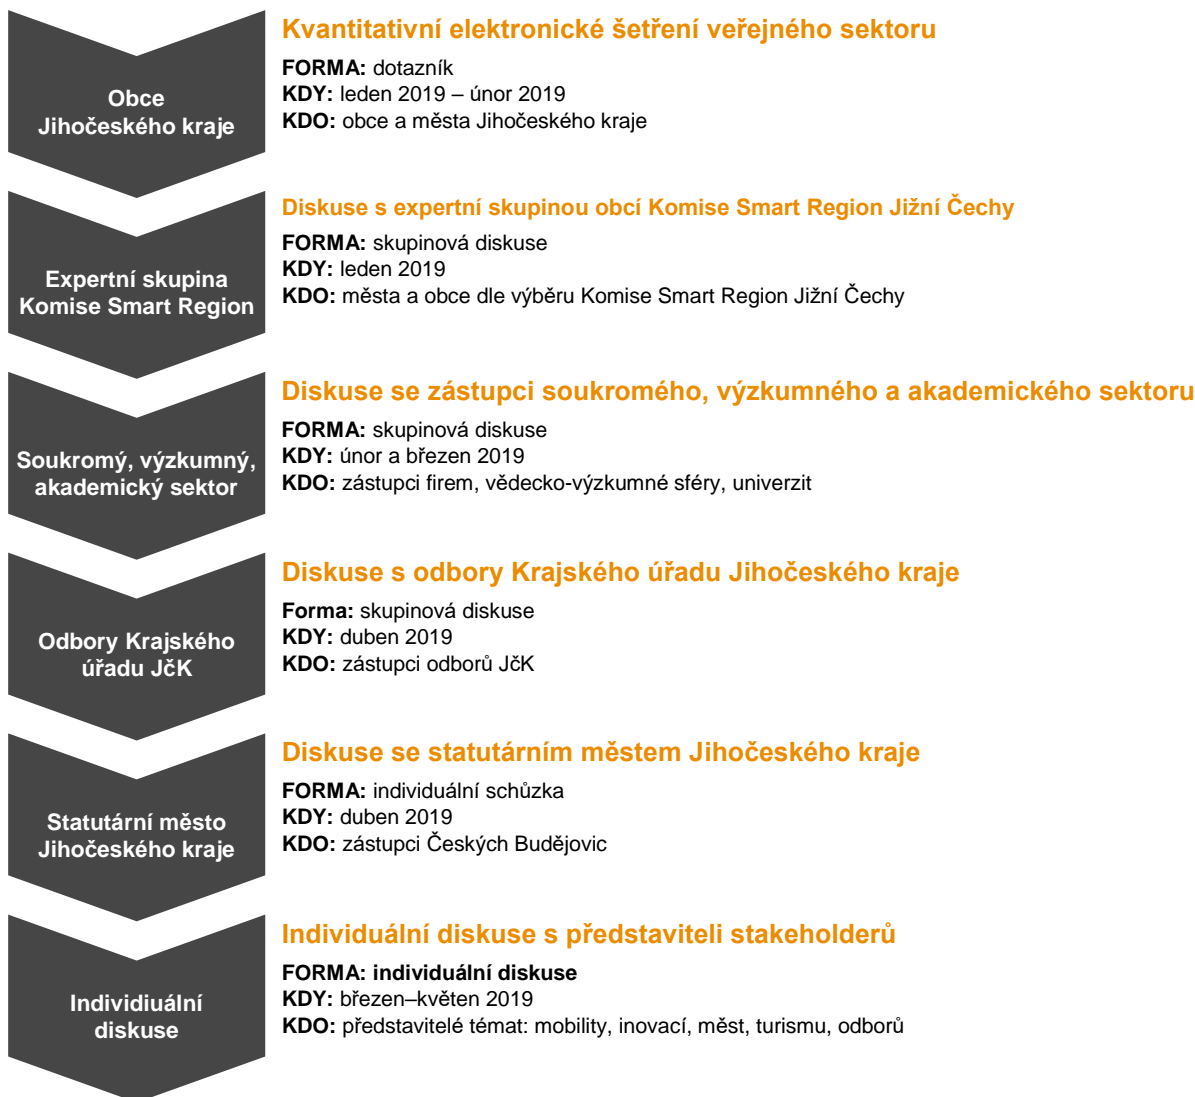 Obce
Jihočeského kraje
Kvantitativní elektronické šetření veřejného sektoru
FORMA: dotazník
KDY: leden 2019 – únor 2019
KDO: obce a města Jihočeského kraje
Expertní skupina
Komise Smart Region
Diskuse s expertní skupinou obcí Komise Smart Region Jižní Čechy
FORMA: skupinová diskuse
KDY: leden 2019
KDO: města a obce dle výběru Komise Smart Region Jižní Čechy
Soukromý, výzkumný,
akademický sektor
Diskuse se zástupci soukromého, výzkumného a akademického sektoru
FORMA: skupinová diskuse
KDY: únor a březen 2019
KDO: zástupci firem, vědecko-výzkumné sféry, univerzit
Odbory Krajského
úřadu JčK
Diskuse s odbory Krajského úřadu Jihočeského kraje
Forma: skupinová diskuse
KDY: duben 2019
KDO: zástupci odborů JčK
Statutární město
Jihočeského kraje
Diskuse se statutárním městem Jihočeského kraje
FORMA: individuální schůzka
KDY: duben 2019
KDO: zástupci Českých Budějovic
Individiuální
diskuse
Individuální diskuse s představiteli stakeholderů
FORMA: individuální diskuse
KDY: březen–květen 2019
KDO: představitelé témat: mobility, inovací, měst, turismu, odborů